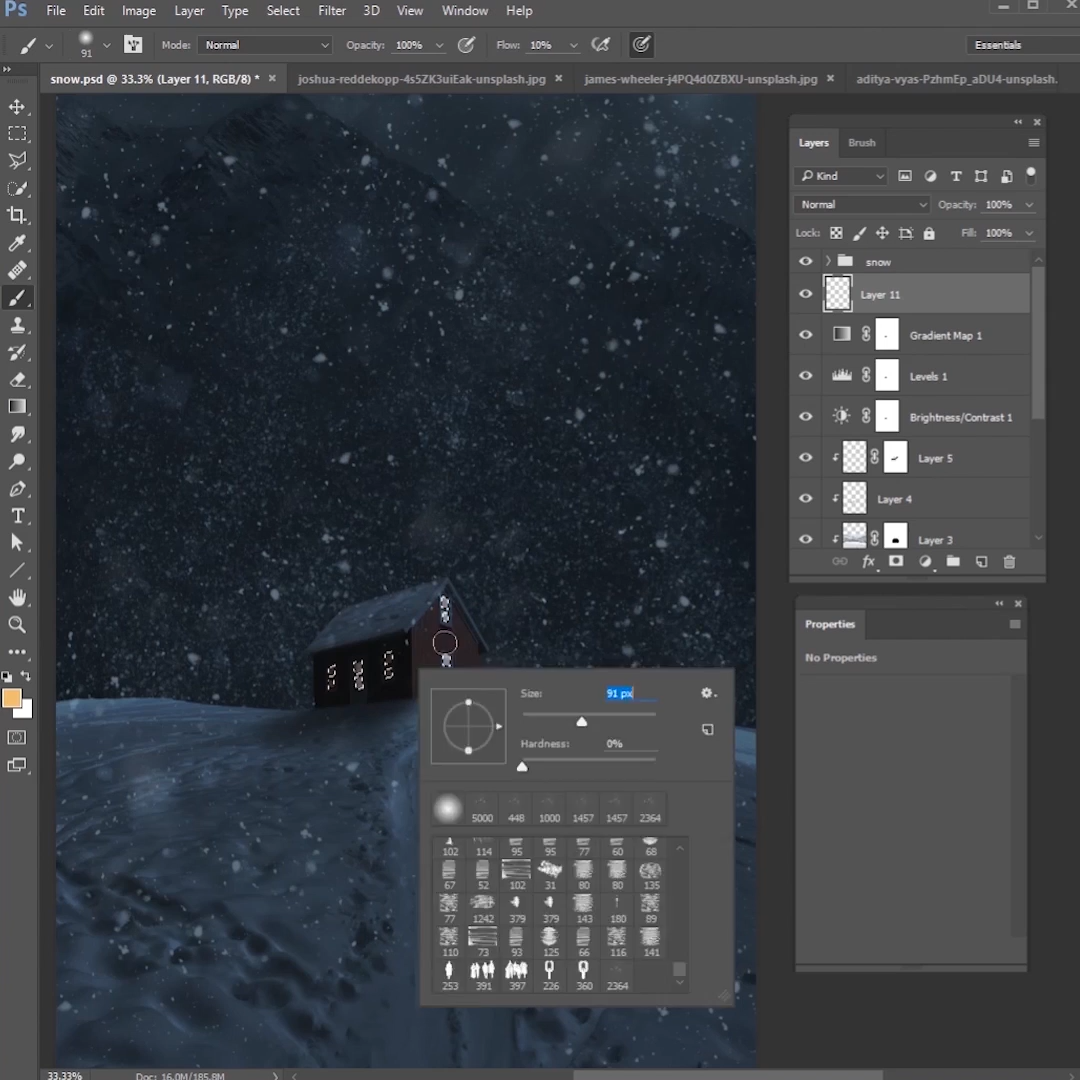 Ps File Edit Image Layer Type Select Filter 3D View Window Help
91 Mode: Normal Opacity: 100% Flow: 10% Essentials
snow.psd @ 33.3% (Layer 11, RGB/8) * × joshua-reddekopp-4s5ZK3uiEak-unsplash.jpg × james-wheeler-j4PQ4d0ZBXU-unsplash.jpg × aditya-vyas-PzhmEp_aDU4-unsplash.
Layers Brush
Kind
Normal Opacity: 100%
Lock: Fill: 100%
snow
Layer 11
Gradient Map 1
Levels 1
Brightness/Contrast 1
Layer 5
Layer 4
Layer 3
fx
Properties
No Properties
Size: 91 px
Hardness: 0%
5000 448 1000 1457 1457 2364
102 114 95 95 77 60 68
67 52 102 31 80 80 135
77 1242 379 379 143 180 89
110 73 93 125 66 116 141
253 391 397 226 360 2364
33.33% Doc: 16.0M/185.8M